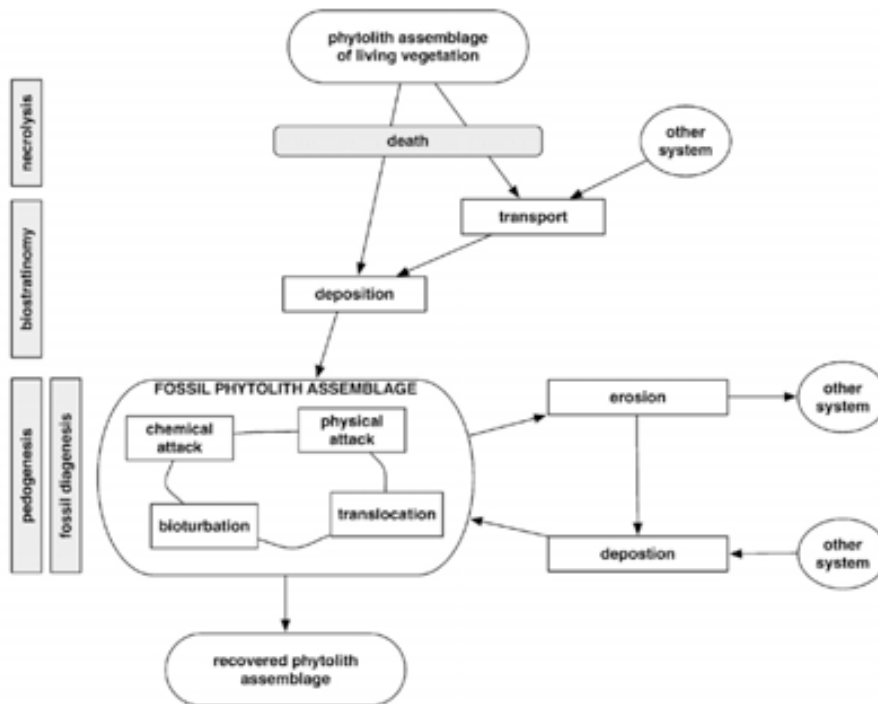 phytolith assemblage
of living vegetation
necrolysis
death
other
system
transport
biostratinomy
deposition
pedogenesis
fossil diagenesis
FOSSIL PHYTOLITH ASSEMBLAGE
chemical
attack
physical
attack
bioturbation
translocation
erosion
other
system
depostion
other
system
recovered phytolith
assemblage